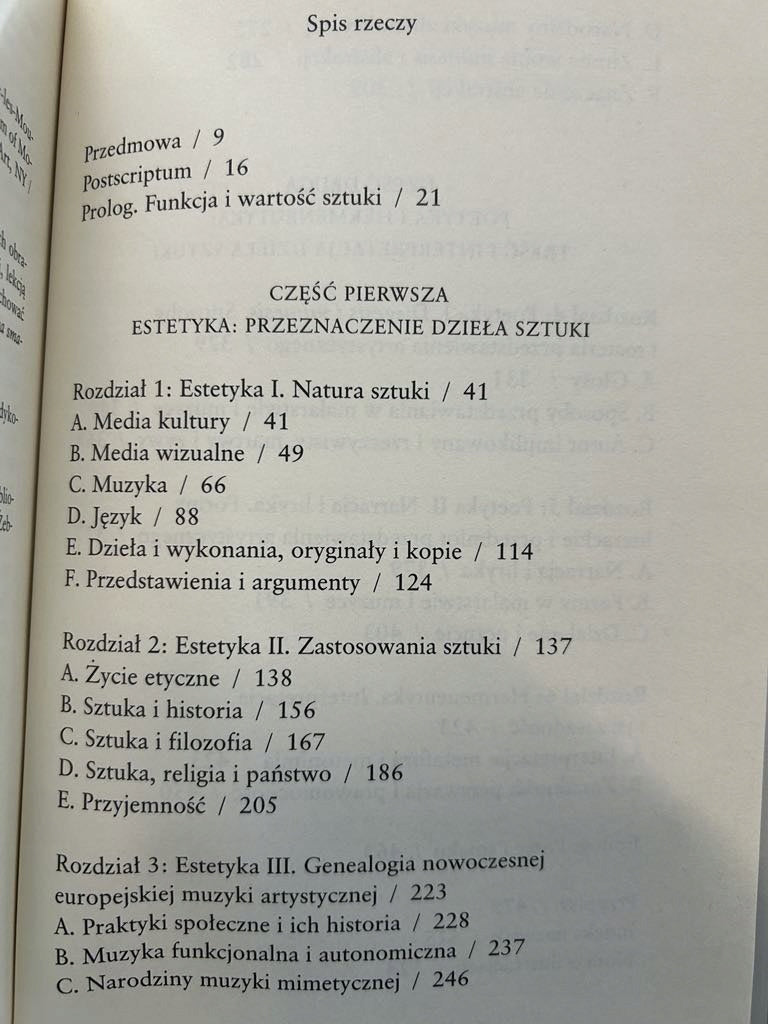 Spis rzeczy
Przedmowa / 9
Postscriptum / 16
Prolog. Funkcja i wartość sztuki / 21
CZĘŚĆ PIERWSZA
ESTETYKA: PRZEZNACZENIE DZIEŁA SZTUKI
Rozdział 1: Estetyka I. Natura sztuki / 41
A. Media kultury / 41
B. Media wizualne / 49
C. Muzyka / 66
D. Język / 88
E. Dzieła i wykonania, oryginały i kopie / 114
F. Przedstawienia i argumenty / 124
Rozdział 2: Estetyka II. Zastosowania sztuki / 137
A. Życie etyczne / 138
B. Sztuka i historia / 156
C. Sztuka i filozofia / 167
D. Sztuka, religia i państwo / 186
E. Przyjemność / 205
Rozdział 3: Estetyka III. Genealogia nowoczesnej
europejskiej muzyki artystycznej / 223
A. Praktyki społeczne i ich historia / 228
B. Muzyka funkcjonalna i autonomiczna / 237
C. Narodziny muzyki mimetycznej / 246